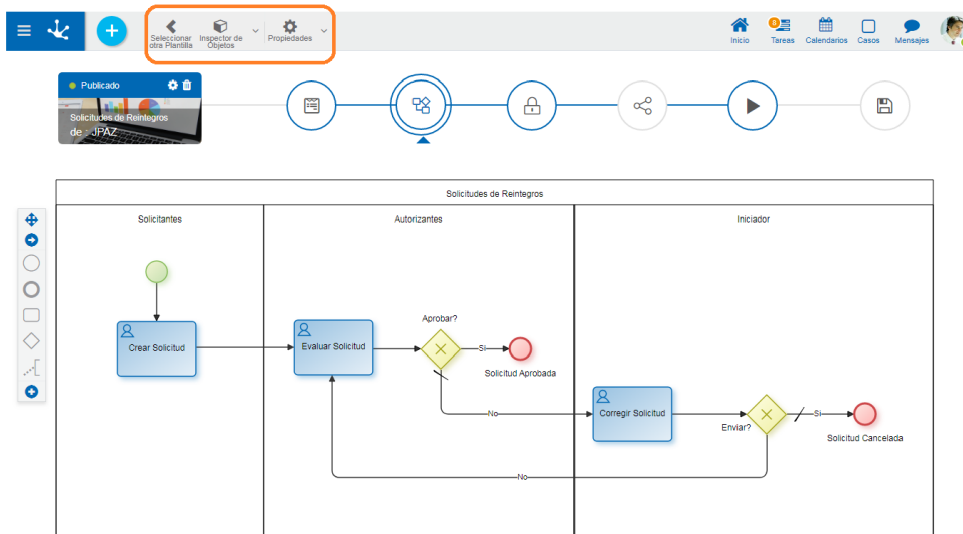 Seleccionar
otra Plantilla
Inspector de
Objetos
Propiedades
Inicio
8
Tareas
Calendarios
Casos
Mensajes
Publicado
Solicitudes de Reintegros
de : JPAZ
Solicitudes de Reintegros
Solicitantes
Autorizantes
Iniciador
Crear Solicitud
Evaluar Solicitud
Aprobar?
Si
Solicitud Aprobada
No
Corregir Solicitud
Enviar?
Si
Solicitud Cancelada
No